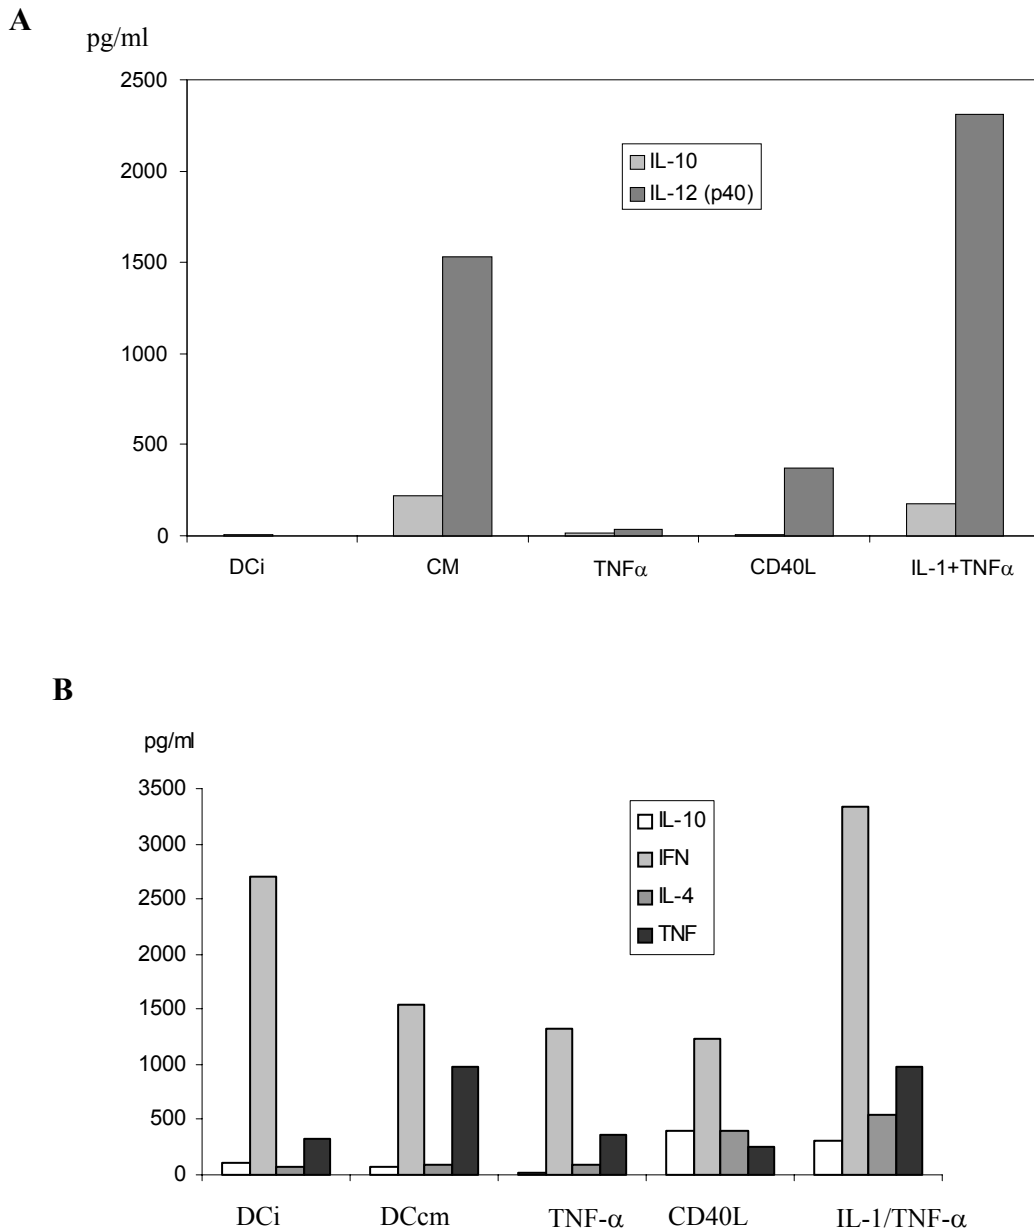 A
pg/ml
2500
2000
1500
1000
500
0
IL-10
IL-12 (p40)
DCi CM TNFα CD40L IL-1+TNFα
B
pg/ml
3500
3000
2500
2000
1500
1000
500
0
IL-10
IFN
IL-4
TNF
DCi DCcm TNF-α CD40L IL-1/TNF-α